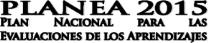 PLANEA 2015
PLAN NACIONAL PARA LAS
EVALUACIONES DE LOS APRENDIZAJES